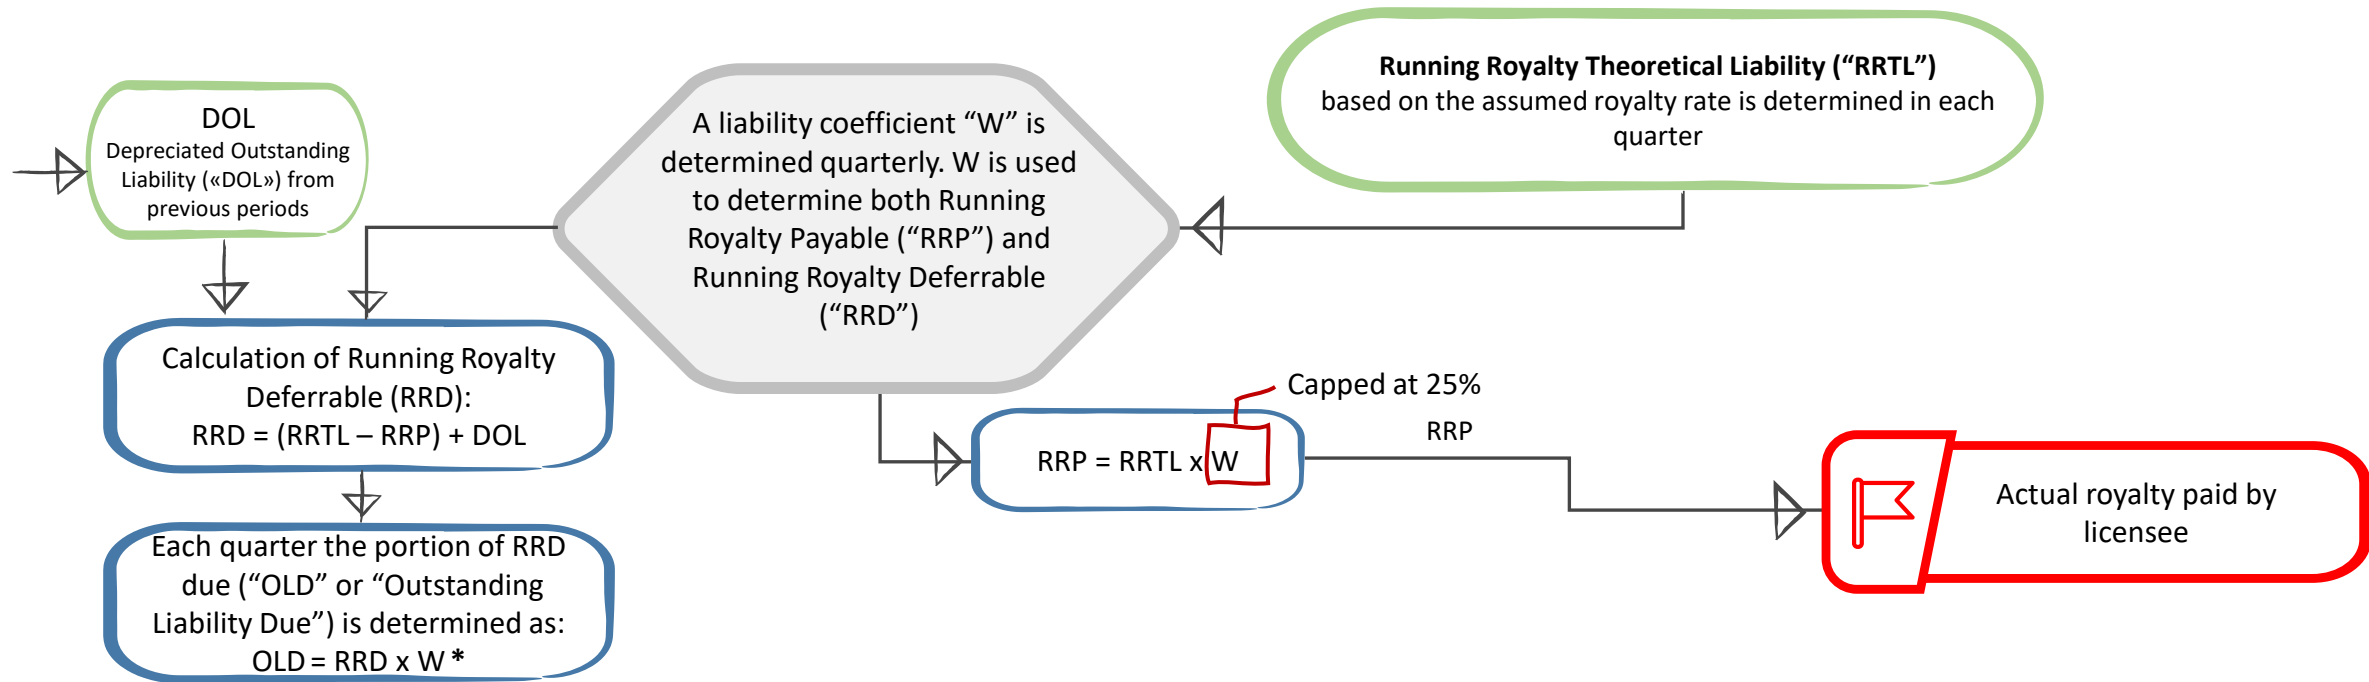 DOL
Depreciated Outstanding
Liability («DOL») from
previous periods
A liability coefficient “W” is
determined quarterly. W is used
to determine both Running
Royalty Payable (“RRP”) and
Running Royalty Deferrable
(“RRD”)
Running Royalty Theoretical Liability (“RRTL”)
based on the assumed royalty rate is determined in each
quarter
Calculation of Running Royalty
Deferrable (RRD):
RRD = (RRTL – RRP) + DOL
Each quarter the portion of RRD
due (“OLD” or “Outstanding
Liability Due”) is determined as:
OLD = RRD x W *
Capped at 25%
RRP = RRTL x W
RRP
Actual royalty paid by
licensee